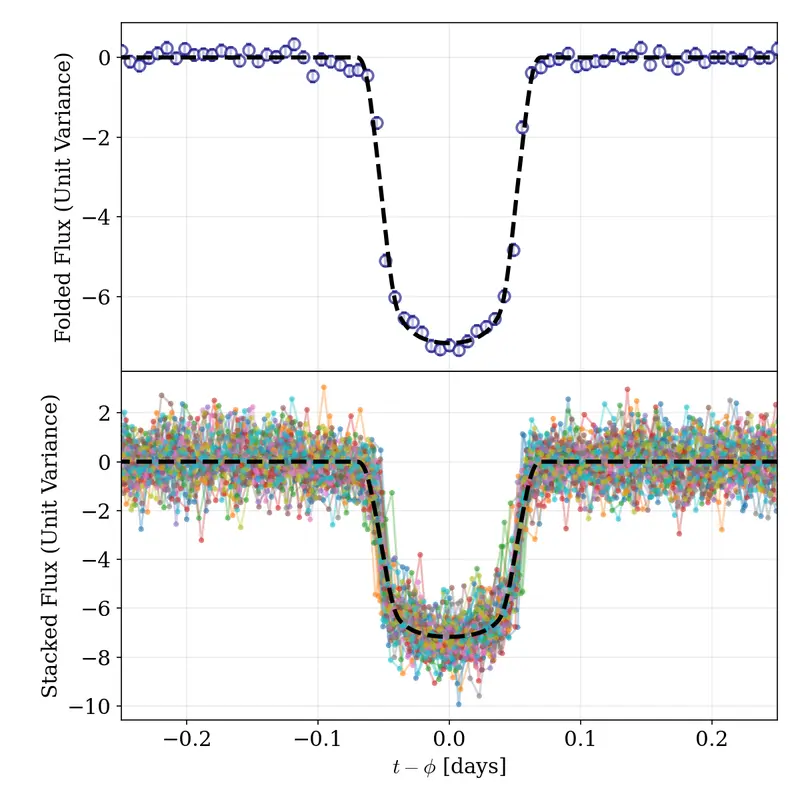 Folded Flux (Unit Variance)
0
−2
−4
−6
Stacked Flux (Unit Variance)
2
0
−2
−4
−6
−8
−10
−0.2 −0.1 0.0 0.1 0.2
t − ϕ [days]